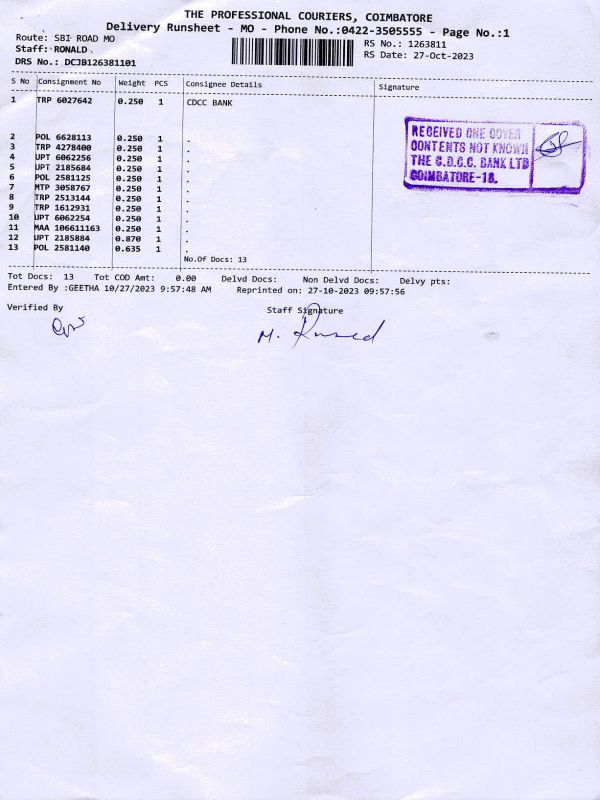 THE PROFESSIONAL COURIERS, COIMBATORE
Delivery Runsheet - MO - Phone No.:0422-3505555 - Page No.:1
Route: SBI ROAD MO RS No.: 1263811
Staff: RONALD RS Date: 27-Oct-2023
DRS No.: DCJB126381101
S No Consignment No Weight PCS Consignee Details Signature
1 TRP 6027642 0.250 1 CDCC BANK
2 POL 6628113 0.250 1 .
3 TRP 4278400 0.250 1 .
4 UPT 6062256 0.250 1 .
5 UPT 2185684 0.250 1 .
6 POL 2581125 0.250 1 .
7 MTP 3058767 0.250 1 .
8 TRP 2513144 0.250 1 .
9 TRP 1612931 0.250 1 .
10 UPT 6062254 0.250 1 .
11 MAA 106611163 0.250 1 .
12 UPT 2185884 0.870 1 .
13 POL 2581140 0.635 1 .
No.Of Docs: 13
RECEIVED ONE COVER
CONTENTS NOT KNOWN
THE C.D.C.C. BANK LTD
COIMBATORE-18.
Tot Docs: 13 Tot COD Amt: 0.00 Delvd Docs: Non Delvd Docs: Delvy pts:
Entered By :GEETHA 10/27/2023 9:57:48 AM Reprinted on: 27-10-2023 09:57:56
Verified By Staff Signature
M.